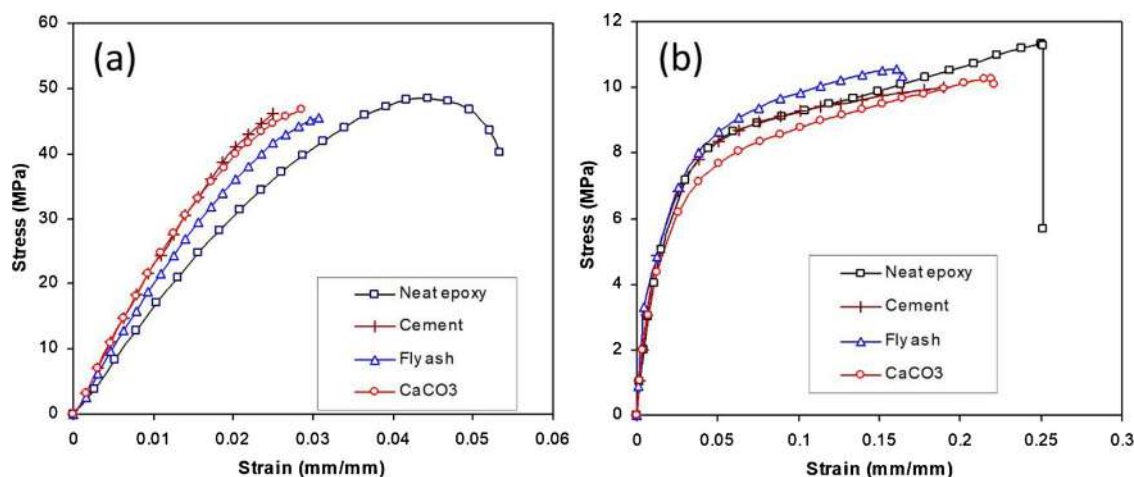 (a)
60
50
40
30
20
10
0
Stress (MPa)
0 0.01 0.02 0.03 0.04 0.05 0.06
Strain (mm/mm)
Neat epoxy
Cement
Fly ash
CaCO3
(b)
12
10
8
6
4
2
0
Stress (MPa)
0 0.05 0.1 0.15 0.2 0.25 0.3
Strain (mm/mm)
Neat epoxy
Cement
Fly ash
CaCO3